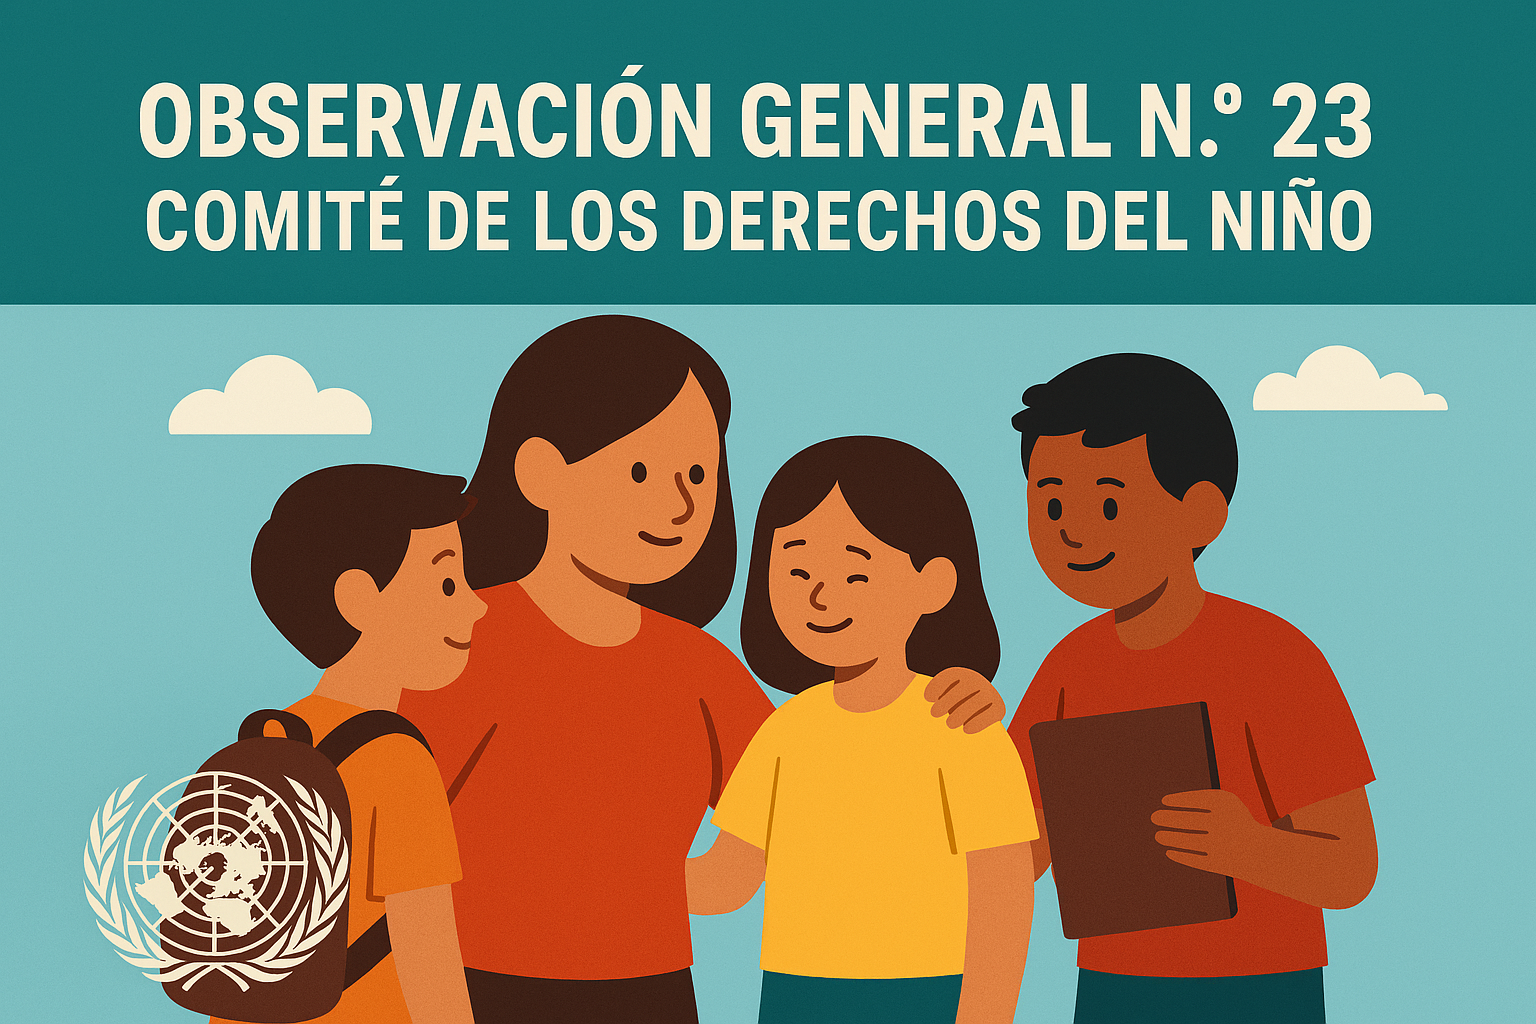 OBSERVACIÓN GENERAL N.º 23
COMITÉ DE LOS DERECHOS DEL NIÑO